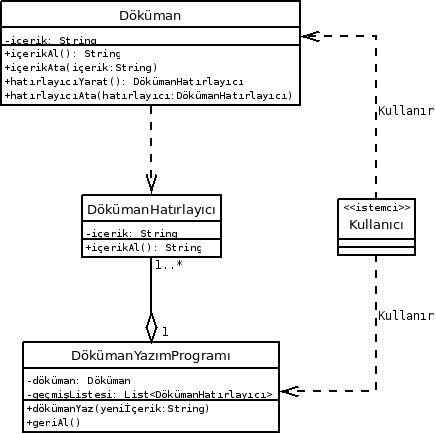 Döküman
-içerik: String
+içerikAl(): String
+içerikAta(içerik:String)
+hatırlayıcıYarat(): DökümanHatırlayıcı
+hatırlayıcıAta(hatırlayıcı:DökümanHatırlayıcı)
Kullanır
DökümanHatırlayıcı
-içerik: String
+içerikAl(): String
<<istemci>>
Kullanıcı
1..*
Kullanır
1
DökümanYazımProgramı
-döküman: Döküman
-geçmişListesi: List<DökümanHatırlayıcı>
+dökümanYaz(yeniİçerik:String)
+geriAl()